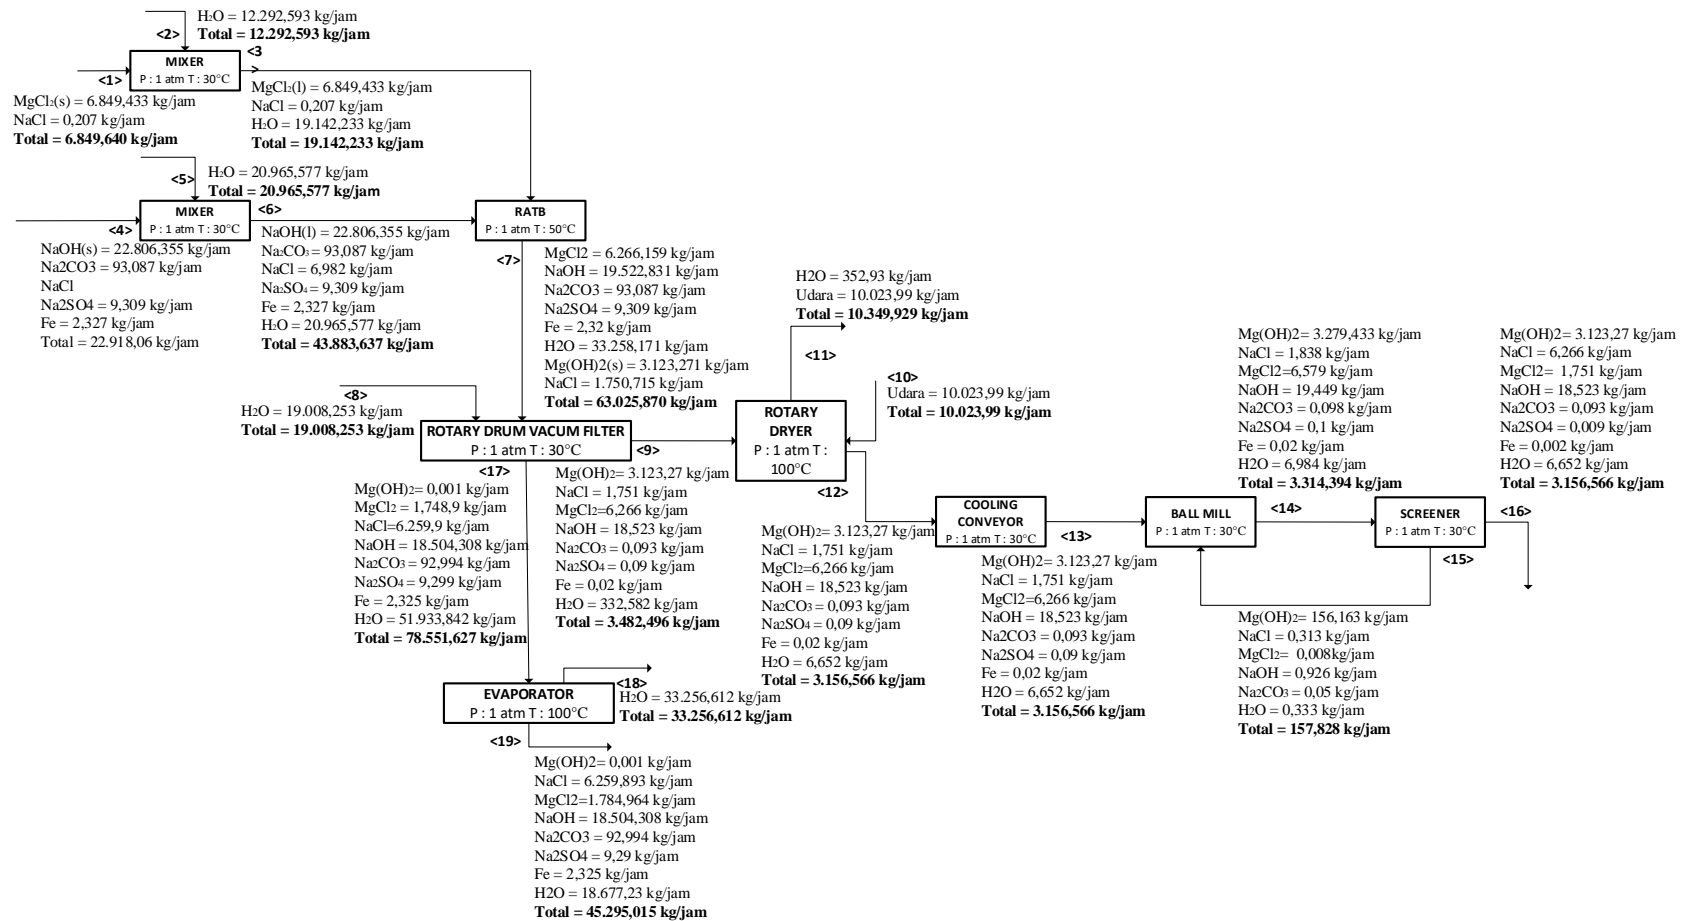 <2>
H2O = 12.292,593 kg/jam
Total = 12.292,593 kg/jam
MIXER
P : 1 atm T : 30°C
<3
>
<1>
MgCl2(s) = 6.849,433 kg/jam
NaCl = 0,207 kg/jam
Total = 6.849,640 kg/jam
MgCl2(l) = 6.849,433 kg/jam
NaCl = 0,207 kg/jam
H2O = 19.142,233 kg/jam
Total = 19.142,233 kg/jam
<5>
H2O = 20.965,577 kg/jam
Total = 20.965,577 kg/jam
MIXER
P : 1 atm T : 30°C
<4>
<6>
NaOH(s) = 22.806,355 kg/jam
Na2CO3 = 93,087 kg/jam
NaCl
Na2SO4 = 9,309 kg/jam
Fe = 2,327 kg/jam
Total = 22.918,06 kg/jam
NaOH(l) = 22.806,355 kg/jam
Na2CO3 = 93,087 kg/jam
NaCl = 6,982 kg/jam
Na2SO4 = 9,309 kg/jam
Fe = 2,327 kg/jam
H2O = 20.965,577 kg/jam
Total = 43.883,637 kg/jam
RATB
P : 1 atm T : 50°C
<7>
MgCl2 = 6.266,159 kg/jam
NaOH = 19.522,831 kg/jam
Na2CO3 = 93,087 kg/jam
Na2SO4 = 9,309 kg/jam
Fe = 2,32 kg/jam
H2O = 33.258,171 kg/jam
Mg(OH)2(s) = 3.123,271 kg/jam
NaCl = 1.750,715 kg/jam
Total = 63.025,870 kg/jam
<8>
H2O = 19.008,253 kg/jam
Total = 19.008,253 kg/jam
ROTARY DRUM VACUM FILTER
P : 1 atm T : 30°C
<17>
Mg(OH)2= 0,001 kg/jam
MgCl2 = 1,748,9 kg/jam
NaCl=6.259,9 kg/jam
NaOH = 18.504,308 kg/jam
Na2CO3 = 92,994 kg/jam
Na2SO4 = 9,299 kg/jam
Fe = 2,325 kg/jam
H2O = 51.933,842 kg/jam
Total = 78.551,627 kg/jam
<9>
Mg(OH)2 = 3.123,27 kg/jam
NaCl = 1,751 kg/jam
MgCl2=6,266 kg/jam
NaOH = 18,523 kg/jam
Na2CO3 = 0,093 kg/jam
Na2SO4 = 0,09 kg/jam
Fe = 0,02 kg/jam
H2O = 332,582 kg/jam
Total = 3.482,496 kg/jam
H2O = 352,93 kg/jam
Udara = 10.023,99 kg/jam
Total = 10.349,929 kg/jam
<11>
<10>
Udara = 10.023,99 kg/jam
Total = 10.023,99 kg/jam
ROTARY
DRYER
P : 1 atm T :
100°C
<12>
Mg(OH)2= 3.123,27 kg/jam
NaCl = 1,751 kg/jam
MgCl2=6,266 kg/jam
NaOH = 18,523 kg/jam
Na2CO3 = 0,093 kg/jam
Na2SO4 = 0,09 kg/jam
Fe = 0,02 kg/jam
H2O = 6,652 kg/jam
Total = 3.156,566 kg/jam
COOLING
CONVEYOR
P : 1 atm T : 30°C
<13>
Mg(OH)2= 3.123,27 kg/jam
NaCl = 1,751 kg/jam
MgCl2=6,266 kg/jam
NaOH = 18,523 kg/jam
Na2CO3 = 0,093 kg/jam
Na2SO4 = 0,09 kg/jam
Fe = 0,02 kg/jam
H2O = 6,652 kg/jam
Total = 3.156,566 kg/jam
BALL MILL
P : 1 atm T : 30°C
<14>
Mg(OH)2= 3.279,433 kg/jam
NaCl = 1,838 kg/jam
MgCl2=6,579 kg/jam
NaOH = 19,449 kg/jam
Na2CO3 = 0,098 kg/jam
Na2SO4 = 0,1 kg/jam
Fe = 0,02 kg/jam
H2O = 6,984 kg/jam
Total = 3.314,394 kg/jam
SCREENER
P : 1 atm T : 30°C
<16>
Mg(OH)2 = 3.123,27 kg/jam
NaCl = 6,266 kg/jam
MgCl2= 1,751 kg/jam
NaOH = 18,523 kg/jam
Na2CO3 = 0,093 kg/jam
Na2SO4 = 0,009 kg/jam
Fe = 0,002 kg/jam
H2O = 6,652 kg/jam
Total = 3.156,566 kg/jam
<15>
Mg(OH)2= 156,163 kg/jam
NaCl = 0,313 kg/jam
MgCl2= 0,008kg/jam
NaOH = 0,926 kg/jam
Na2CO3 = 0,05 kg/jam
H2O = 0,333 kg/jam
Total = 157,828 kg/jam
EVAPORATOR
P : 1 atm T : 100°C
<18>
H2O = 33.256,612 kg/jam
Total = 33.256,612 kg/jam
<19>
Mg(OH)2= 0,001 kg/jam
NaCl = 6.259,893 kg/jam
MgCl2=1.784,964 kg/jam
NaOH = 18.504,308 kg/jam
Na2CO3 = 92,994 kg/jam
Na2SO4 = 9,29 kg/jam
Fe = 2,325 kg/jam
H2O = 18.677,23 kg/jam
Total = 45.295,015 kg/jam